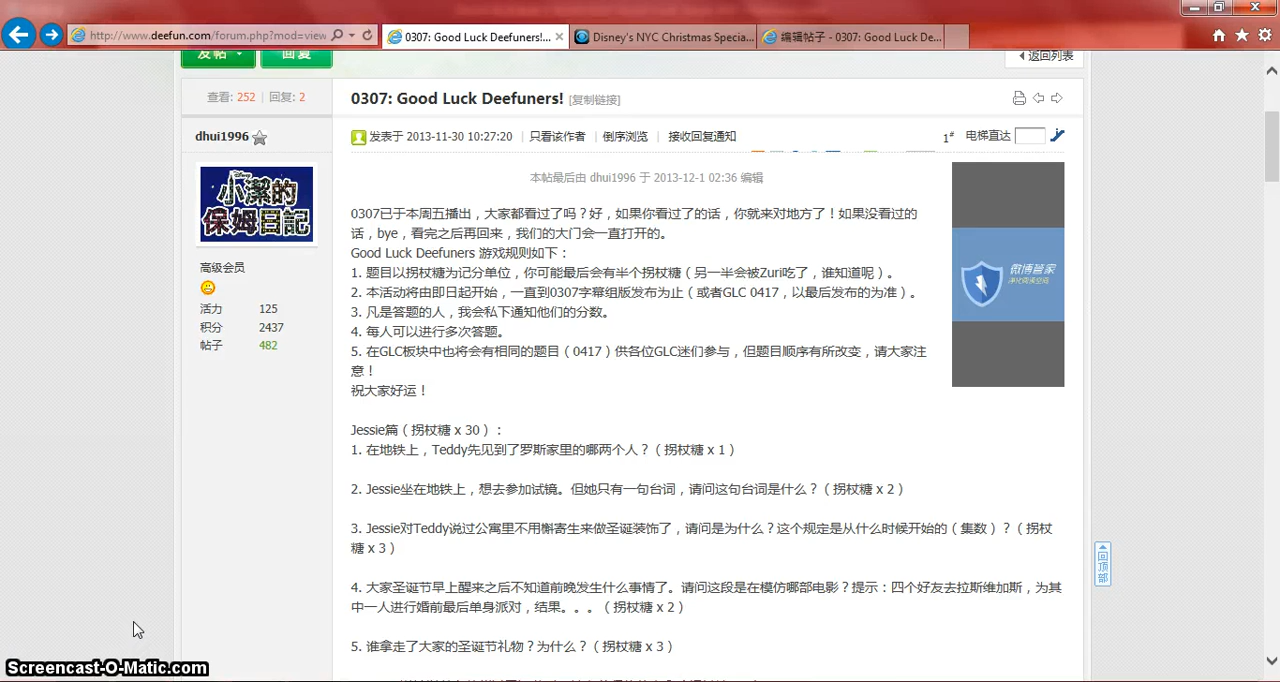 http://www.deefun.com/forum.php?mod=view
0307: Good Luck Deefuners!...
Disney's NYC Christmas Specia...
编辑帖子 - 0307: Good Luck De...
发帖
回复
返回列表
查看: 252 | 回复: 2
0307: Good Luck Deefuners! [复制链接]
dhui1996
发表于 2013-11-30 10:27:20 | 只看该作者 | 倒序浏览 | 接收回复通知
1# 电梯直达
本帖最后由 dhui1996 于 2013-12-1 02:36 编辑
小潔的
保姆日記
高级会员
活力 125
积分 2437
帖子 482
0307已于本周五播出，大家都看过了吗？好，如果你看过了的话，你就来对地方了！如果没看过的
话，bye，看完之后再回来，我们的大门会一直打开的。
Good Luck Deefuners 游戏规则如下：
1. 题目以拐杖糖为记分单位，你可能最后会有半个拐杖糖（另一半会被Zuri吃了，谁知道呢）。
2. 本活动将由即日起开始，一直到0307字幕组版发布为止（或者GLC 0417，以最后发布的为准）。
3. 凡是答题的人，我会私下通知他们的分数。
4. 每人可以进行多次答题。
5. 在GLC板块中也将会有相同的题目（0417）供各位GLC迷们参与，但题目顺序有所改变，请大家注
意！
祝大家好运！
微博管家
Jessie篇（拐杖糖 x 30）：
1. 在地铁上，Teddy先见到了罗斯家里的哪两个人？（拐杖糖 x 1）
2. Jessie坐在地铁上，想去参加试镜。但她只有一句台词，请问这句台词是什么？（拐杖糖 x 2）
3. Jessie对Teddy说过公寓里不用槲寄生来做圣诞装饰了，请问是为什么？这个规定是从什么时候开始的（集数）？（拐杖
糖 x 3）
4. 大家圣诞节早上醒来之后不知道前晚发生什么事情了。请问这段是在模仿哪部电影？提示：四个好友去拉斯维加斯，为其
中一人进行婚前最后单身派对，结果。。。（拐杖糖 x 2）
5. 谁拿走了大家的圣诞节礼物？为什么？（拐杖糖 x 3）
回顶部
Screencast-O-Matic.com